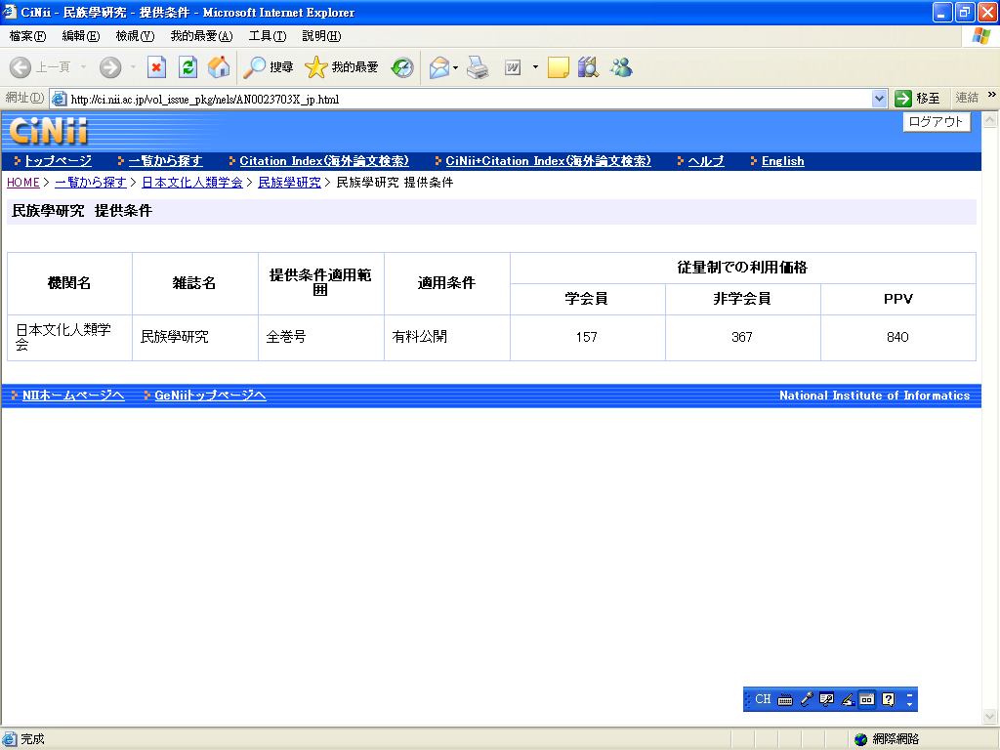 CiNii - 民族學研究 - 提供条件 - Microsoft Internet Explorer
檔案(F) 編輯(E) 檢視(V) 我的最愛(A) 工具(T) 說明(H)
上一頁 搜尋 我的最愛
網址(D) http://ci.nii.ac.jp/vol_issue_pkg/nels/AN0023703X_jp.html 移至 連結 »
CiNii ログアウト
トップページ 一覧から探す Citation Index(海外論文検索) CiNii+Citation Index(海外論文検索) ヘルプ English
HOME > 一覧から探す > 日本文化人類学会 > 民族學研究 > 民族學研究 提供条件
民族學研究 提供条件
機関名 雑誌名 提供条件適用範囲 適用条件 従量制での利用価格
学会員 非学会員 PPV
日本文化人類学会 民族學研究 全巻号 有料公開 157 367 840
NIIホームページへ GeNiiトップページへ National Institute of Informatics
CH
完成 網際網路